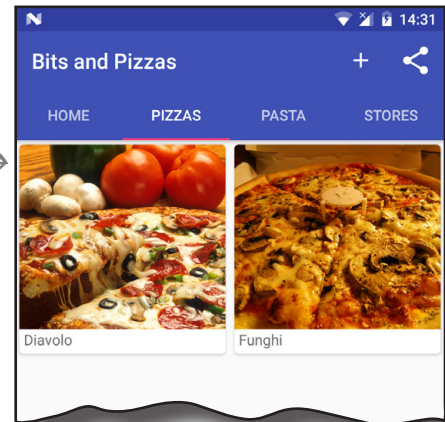 14:31
Bits and Pizzas
HOME PIZZAS PASTA STORES
Diavolo Funghi